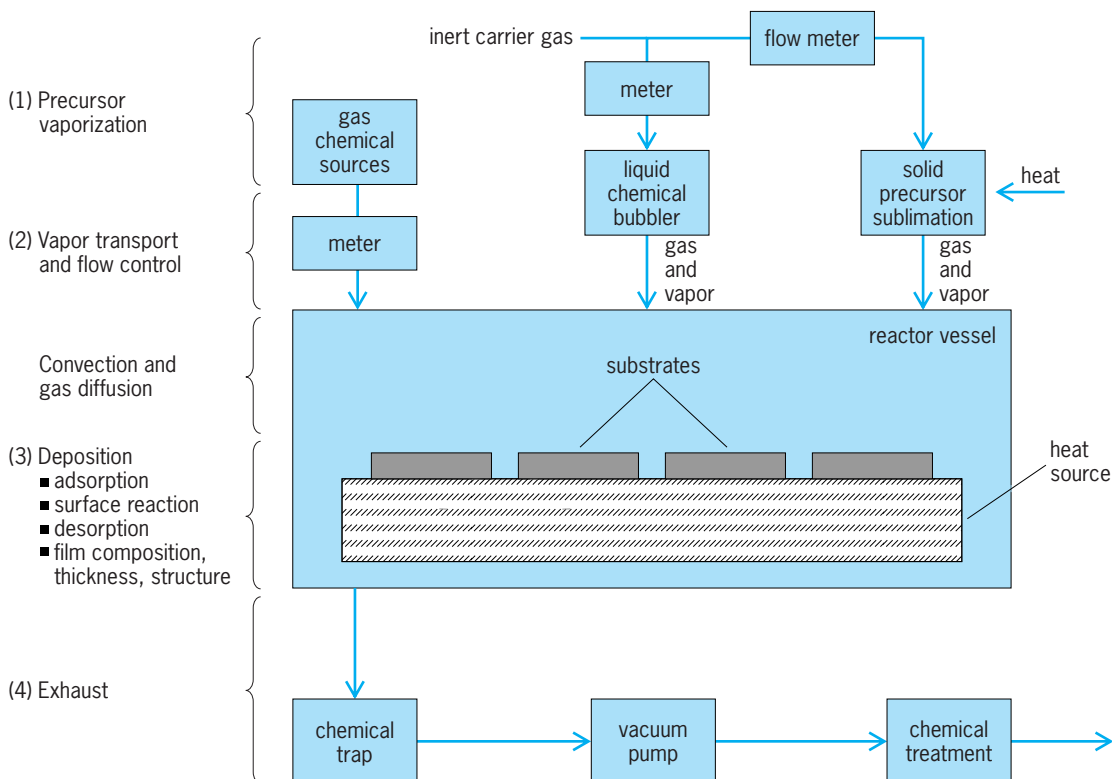 inert carrier gas
flow meter
(1) Precursor
vaporization
meter
gas
chemical
sources
liquid
chemical
bubbler
solid
precursor
sublimation
heat
(2) Vapor transport
and flow control
meter
gas
and
vapor
gas
and
vapor
reactor vessel
Convection and
gas diffusion
substrates
(3) Deposition
■ adsorption
■ surface reaction
■ desorption
■ film composition,
thickness, structure
heat
source
(4) Exhaust
chemical
trap
vacuum
pump
chemical
treatment